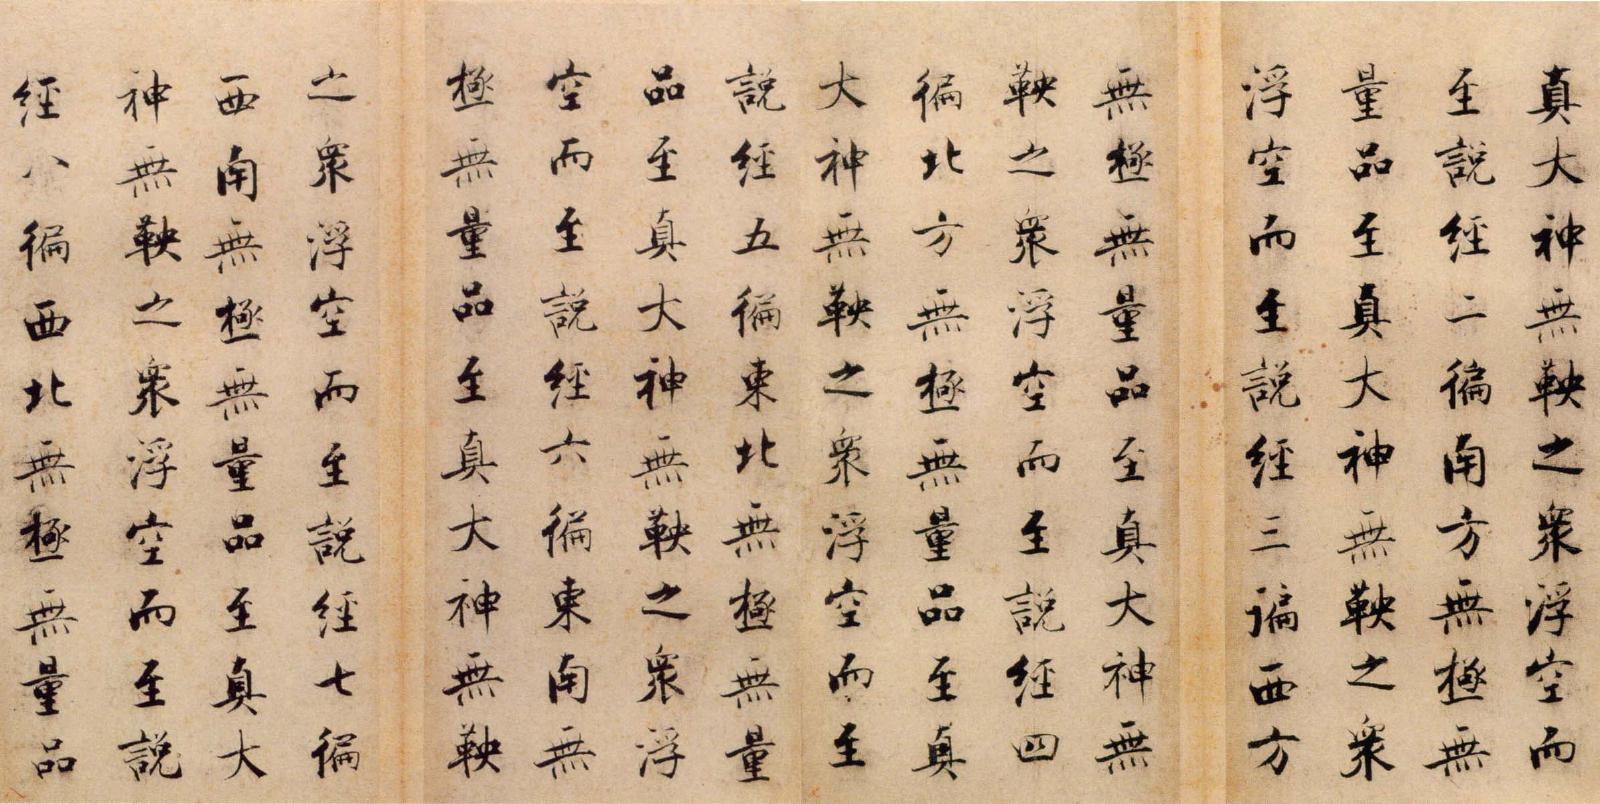 真大神無鞅之衆浮空而
至說經二徧南方無極無
量品至真大神無鞅之衆
浮空而至說經三諞西方
無極無量品至真大神無
鞅之衆浮空而至說經四
徧北方無極無量品至真
大神無鞅之衆浮空而至
說經五徧東北無極無量
品至真大神無鞅之衆浮
空而至說經六徧東南無
極無量品至真大神無鞅
之衆浮空而至說經七徧
西南無極無量品至真大
神無鞅之衆浮空而至說
經八徧西北無極無量品